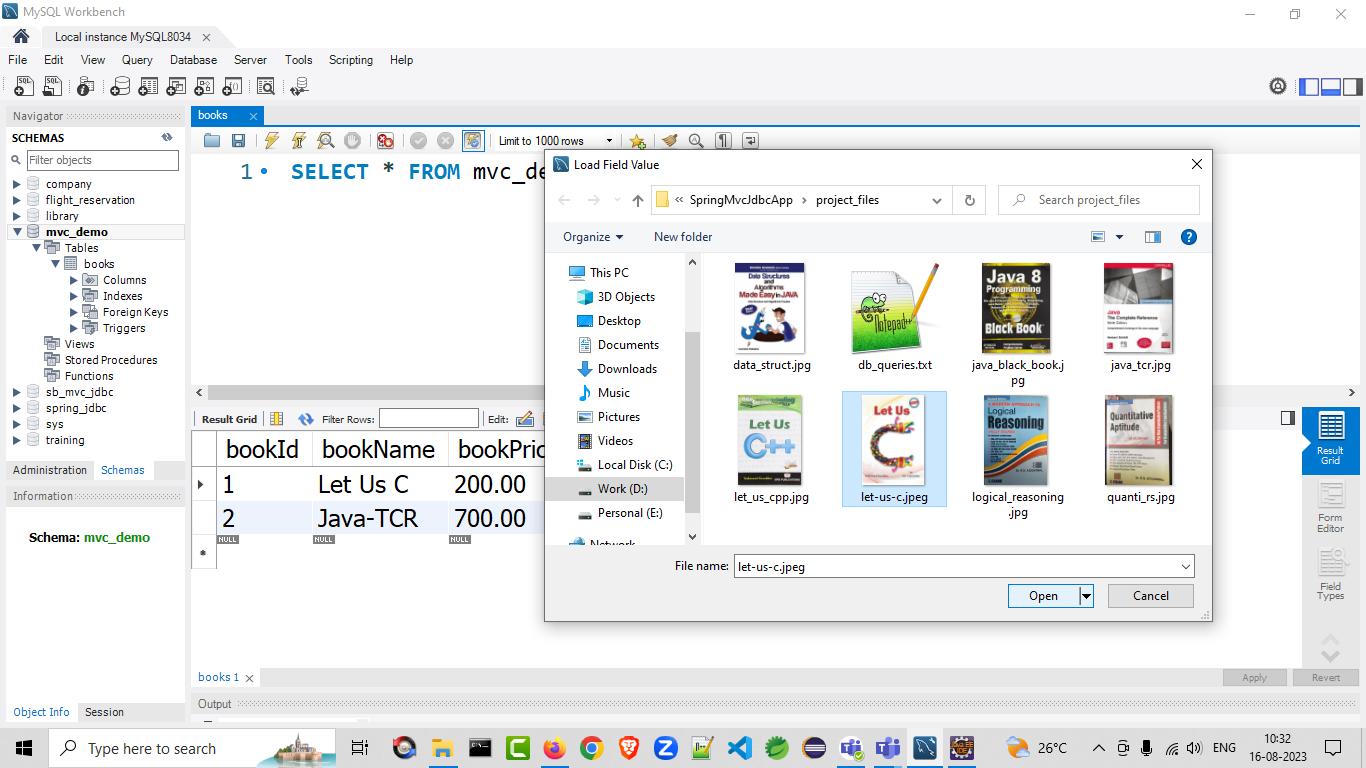 MySQL Workbench
Local instance MySQL8034
File Edit View Query Database Server Tools Scripting Help
Navigator
SCHEMAS
Filter objects
company
flight_reservation
library
mvc_demo
Tables
books
Columns
Indexes
Foreign Keys
Triggers
Views
Stored Procedures
Functions
sb_mvc_jdbc
spring_jdbc
sys
training
Administration Schemas
Information
Schema: mvc_demo
Object Info Session
books
Limit to 1000 rows
1 SELECT * FROM mvc_de
Result Grid Filter Rows: Edit:
bookId bookName bookPric
1 Let Us C 200.00
2 Java-TCR 700.00
NULL NULL NULL
books 1
Output
Load Field Value
« SpringMvcJdbcApp › project_files
Search project_files
Organize New folder
This PC
3D Objects
Desktop
Documents
Downloads
Music
Pictures
Videos
Local Disk (C:)
Work (D:)
Personal (E:)
Network
Data Structures
and
Algorithms
Made Easy in JAVA
data_struct.jpg
Notepad++
db_queries.txt
Java 8
Programming
Black Book
java_black_book.j
pg
Java
The Complete Reference
java_tcr.jpg
Let Us
C++
let_us_cpp.jpg
Let Us
C
let-us-c.jpeg
Logical
Reasoning
logical_reasoning
.jpg
Quantitative
Aptitude
quanti_rs.jpg
File name: let-us-c.jpeg
Open Cancel
Result
Grid
Form
Editor
Field
Types
Apply Revert
Type here to search
26°C
ENG
10:32
16-08-2023